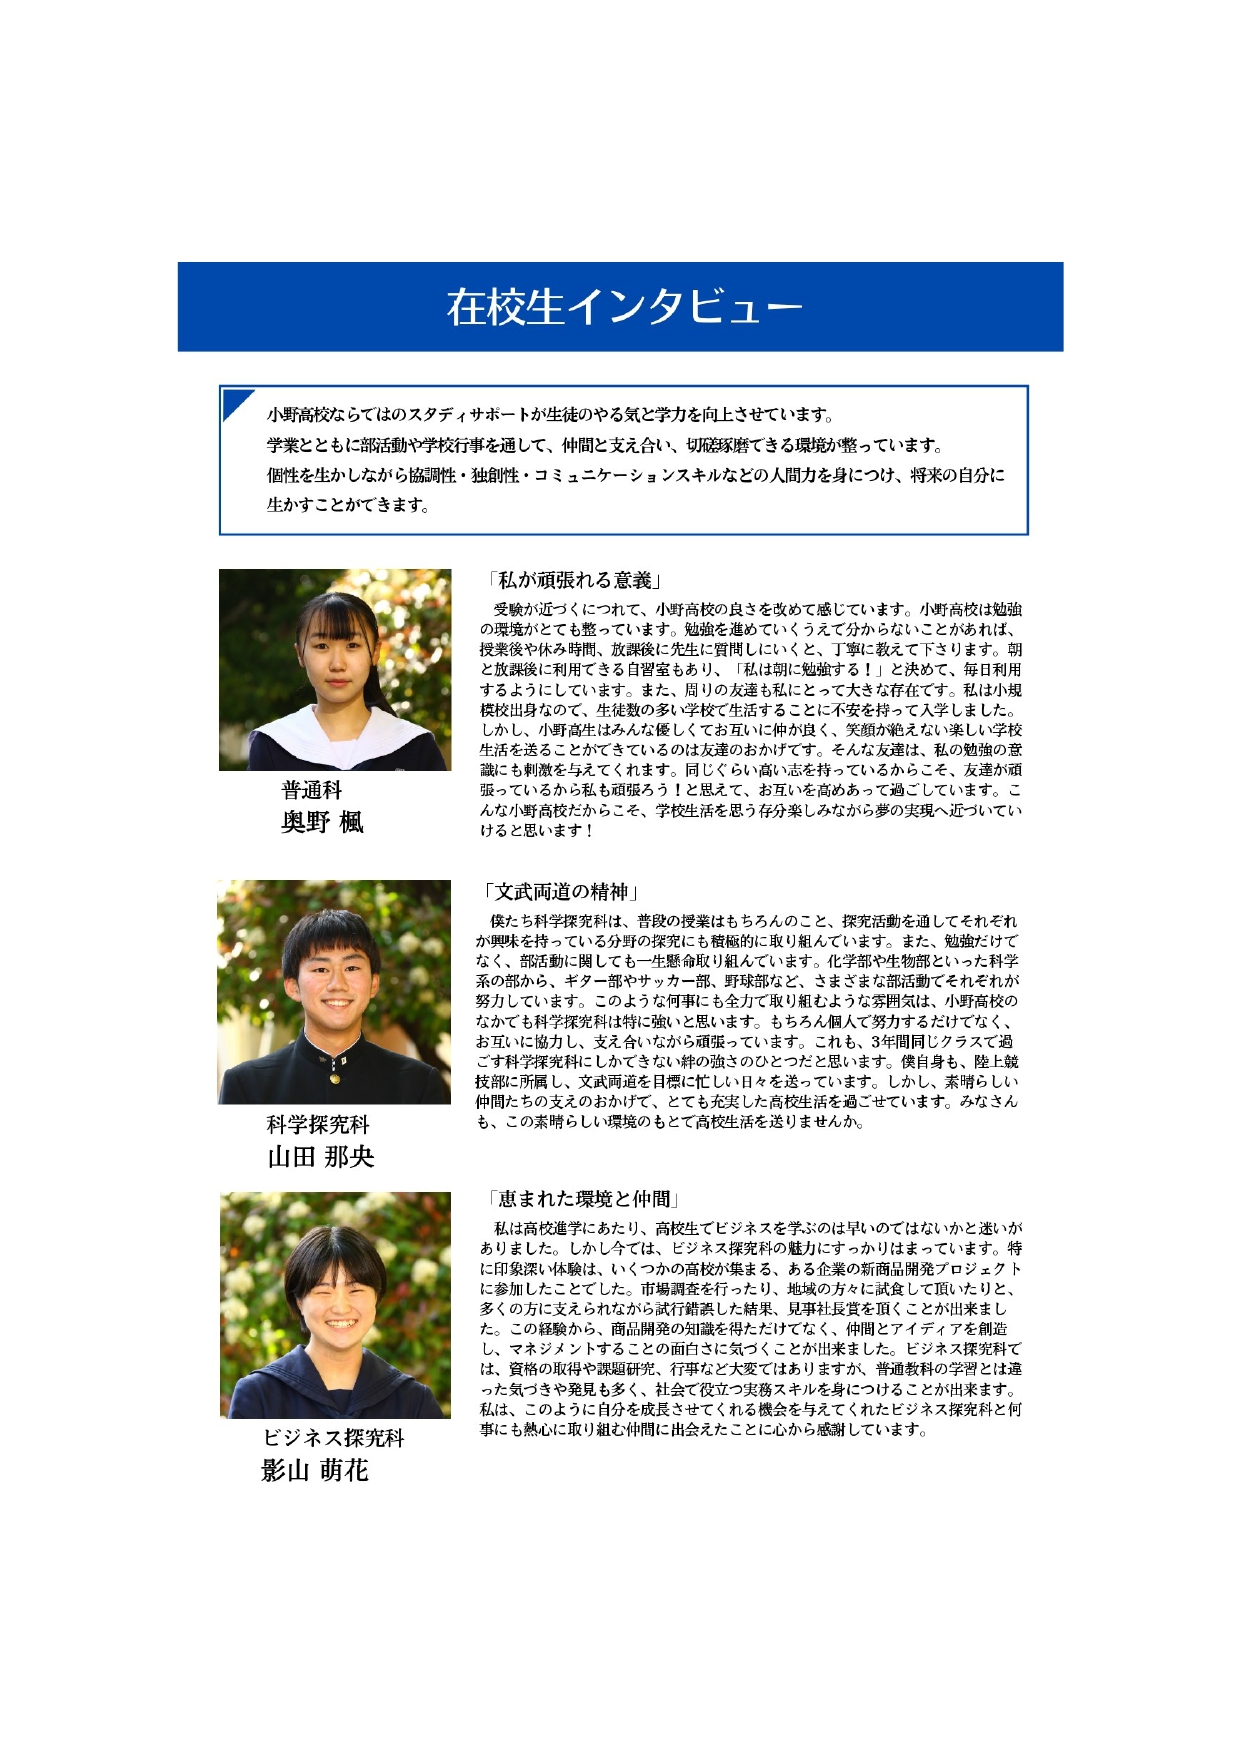 在校生インタビュー
小野高校ならではのスタディサポートが生徒のやる気と学力を向上させています。
学業とともに部活動や学校行事を通して、仲間と支え合い、切磋琢磨できる環境が整っています。
個性を生かしながら協調性・独創性・コミュニケーションスキルなどの人間力を身につけ、将来の自分に
生かすことができます。
「私が頑張れる意義」
受験が近づくにつれて、小野高校の良さを改めて感じています。小野高校は勉強
の環境がとても整っています。勉強を進めていくうえで分からないことがあれば、
授業後や休み時間、放課後に先生に質問しにいくと、丁寧に教えて下さります。朝
と放課後に利用できる自習室もあり、「私は朝に勉強する！」と決めて、毎日利用
するようにしています。また、周りの友達も私にとって大きな存在です。私は小規
模校出身なので、生徒数の多い学校で生活することに不安を持って入学しました。
しかし、小野高生はみんな優しくてお互いに仲が良く、笑顔が絶えない楽しい学校
生活を送ることができているのは友達のおかげです。そんな友達は、私の勉強の意
識にも刺激を与えてくれます。同じぐらい高い志を持っているからこそ、友達が頑
張っているから私も頑張ろう！と思えて、お互いを高めあって過ごしています。こ
んな小野高校だからこそ、学校生活を思う存分楽しみながら夢の実現へ近づいてい
けると思います！
普通科
奥野 楓
「文武両道の精神」
僕たち科学探究科は、普段の授業はもちろんのこと、探究活動を通してそれぞれ
が興味を持っている分野の探究にも積極的に取り組んでいます。また、勉強だけで
なく、部活動に関しても一生懸命取り組んでいます。化学部や生物部といった科学
系の部から、ギター部やサッカー部、野球部など、さまざまな部活動でそれぞれが
努力しています。このような何事にも全力で取り組むような雰囲気は、小野高校の
なかでも科学探究科は特に強いと思います。もちろん個人で努力するだけでなく、
お互いに協力し、支え合いながら頑張っています。これも、3年間同じクラスで過
ごす科学探究科にしかできない絆の強さのひとつだと思います。僕自身も、陸上競
技部に所属し、文武両道を目標に忙しい日々を送っています。しかし、素晴らしい
仲間たちの支えのおかげで、とても充実した高校生活を過ごせています。みなさん
も、この素晴らしい環境のもとで高校生活を送りませんか。
科学探究科
山田 那央
「恵まれた環境と仲間」
私は高校進学にあたり、高校生でビジネスを学ぶのは早いのではないかと迷いが
ありました。しかし今では、ビジネス探究科の魅力にすっかりはまっています。特
に印象深い体験は、いくつかの高校が集まる、ある企業の新商品開発プロジェクト
に参加したことでした。市場調査を行ったり、地域の方々に試食して頂いたりと、
多くの方に支えられながら試行錯誤した結果、見事社長賞を頂くことが出来まし
た。この経験から、商品開発の知識を得ただけでなく、仲間とアイディアを創造
し、マネジメントすることの面白さに気づくことが出来ました。ビジネス探究科で
は、資格の取得や課題研究、行事など大変ではありますが、普通教科の学習とは違
った気づきや発見も多く、社会で役立つ実務スキルを身につけることが出来ます。
私は、このように自分を成長させてくれる機会を与えてくれたビジネス探究科と何
事にも熱心に取り組む仲間に出会えたことに心から感謝しています。
ビジネス探究科
影山 萌花